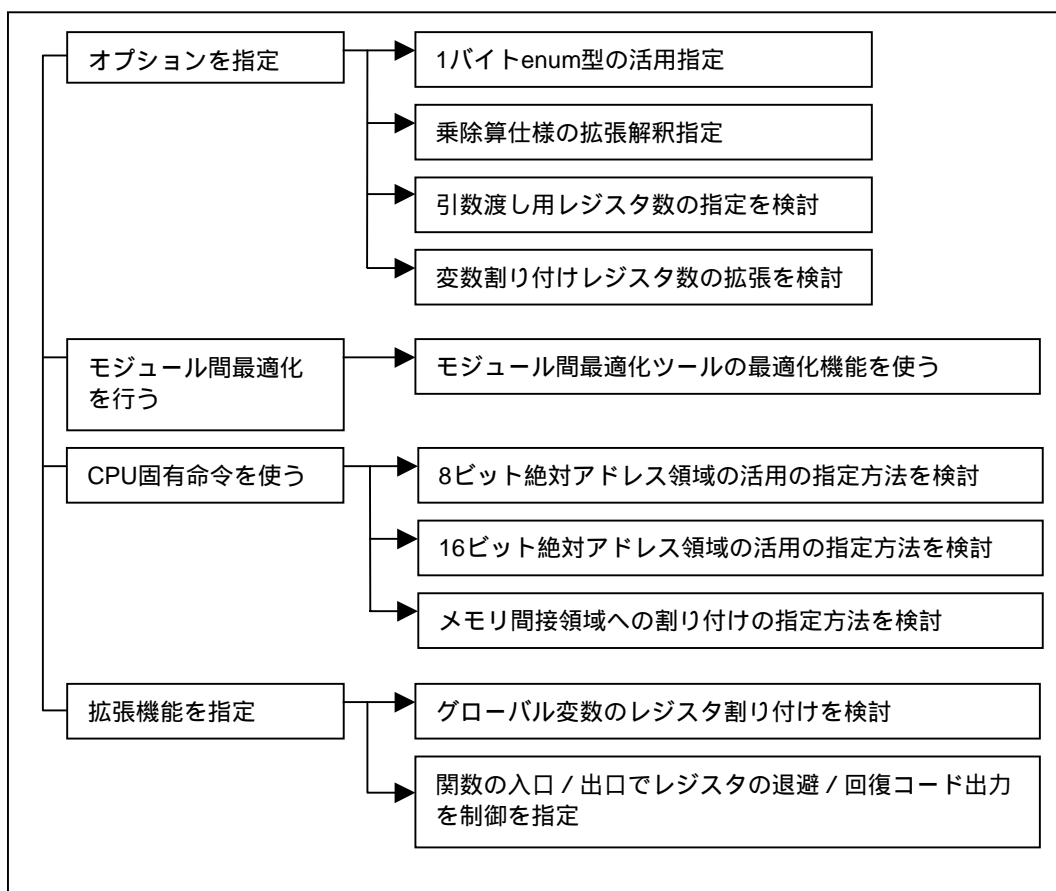 オプションを指定
1バイトenum型の活用指定
乗除算仕様の拡張解釈指定
引数渡し用レジスタ数の指定を検討
変数割り付けレジスタ数の拡張を検討
モジュール間最適化
を行う
モジュール間最適化ツールの最適化機能を使う
CPU固有命令を使う
8ビット絶対アドレス領域の活用の指定方法を検討
16ビット絶対アドレス領域の活用の指定方法を検討
メモリ間接領域への割り付けの指定方法を検討
拡張機能を指定
グローバル変数のレジスタ割り付けを検討
関数の入口/出口でレジスタの退避/回復コード出力
を制御を指定